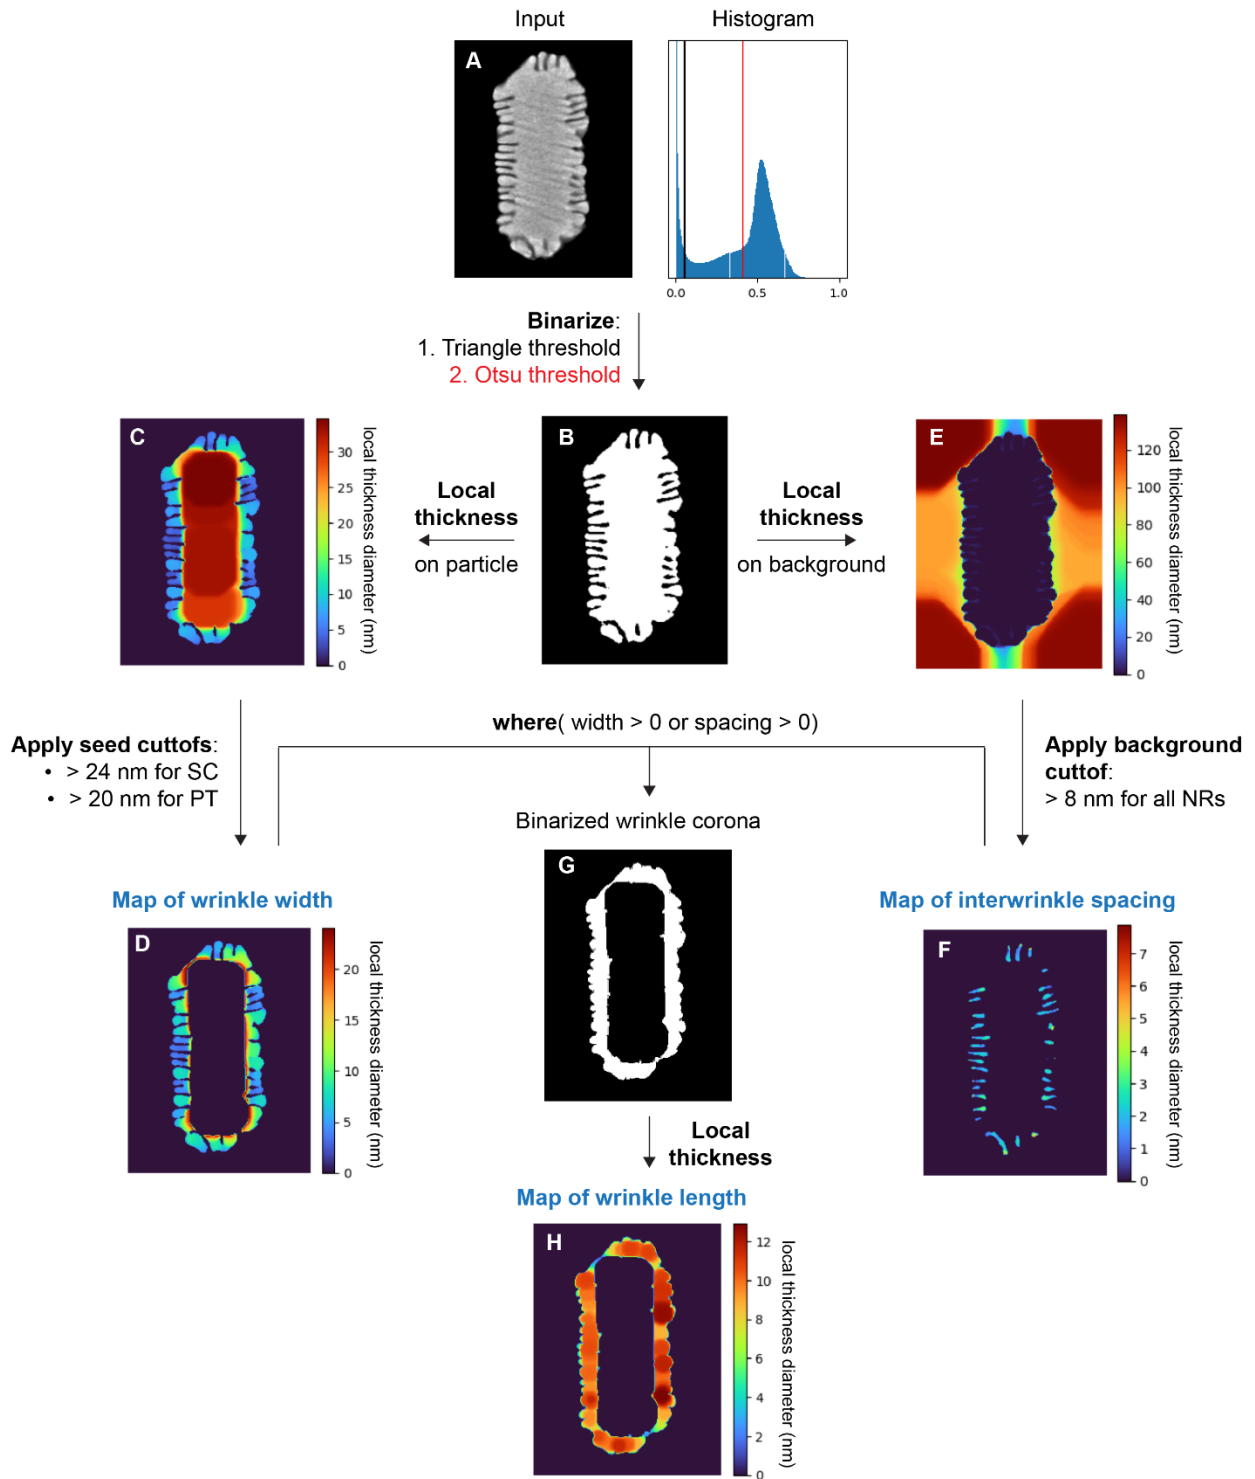 Input
Histogram
A
0.0
0.5
1.0
Binarize:
1. Triangle threshold
2. Otsu threshold
C
30
25
20
15
10
5
0
local thickness diameter (nm)
B
E
120
100
80
60
40
20
0
local thickness diameter (nm)
Local
thickness
on particle
Local
thickness
on background
where( width > 0 or spacing > 0)
Apply seed cuttofs:
• > 24 nm for SC
• > 20 nm for PT
Apply background
cuttof:
> 8 nm for all NRs
Binarized wrinkle corona
G
Map of wrinkle width
D
20
15
10
5
0
local thickness diameter (nm)
Map of interwrinkle spacing
F
7
6
5
4
3
2
1
0
local thickness diameter (nm)
Local
thickness
Map of wrinkle length
H
12
10
8
6
4
2
0
local thickness diameter (nm)